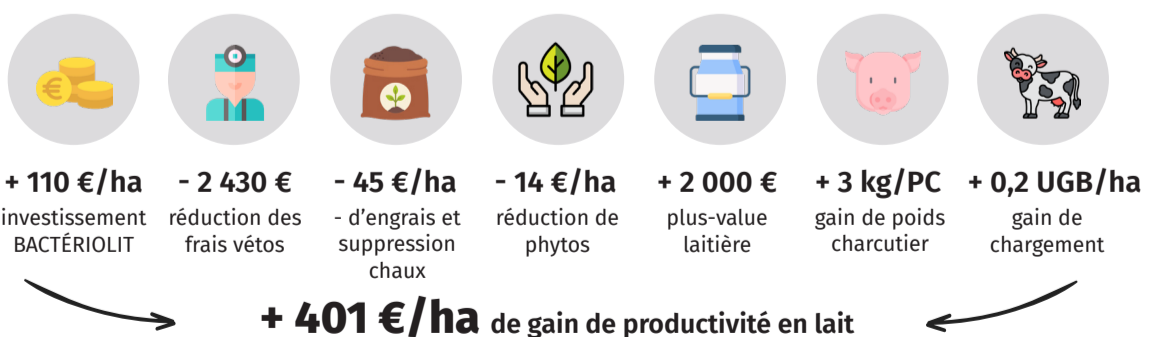 + 110 €/ha
investissement
BACTÉRIOLIT
- 2 430 €
réduction des
frais vétos
- 45 €/ha
- d'engrais et
suppression
chaux
- 14 €/ha
réduction de
phytos
+ 2 000 €
plus-value
laitière
+ 3 kg/PC
gain de poids
charcutier
+ 0,2 UGB/ha
gain de
chargement
+ 401 €/ha de gain de productivité en lait